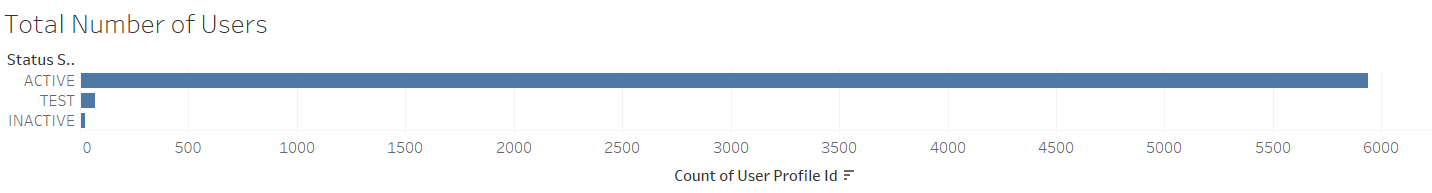 Total Number of Users
Status S..
ACTIVE
TEST
INACTIVE
0 500 1000 1500 2000 2500 3000 3500 4000 4500 5000 5500 6000
Count of User Profile Id